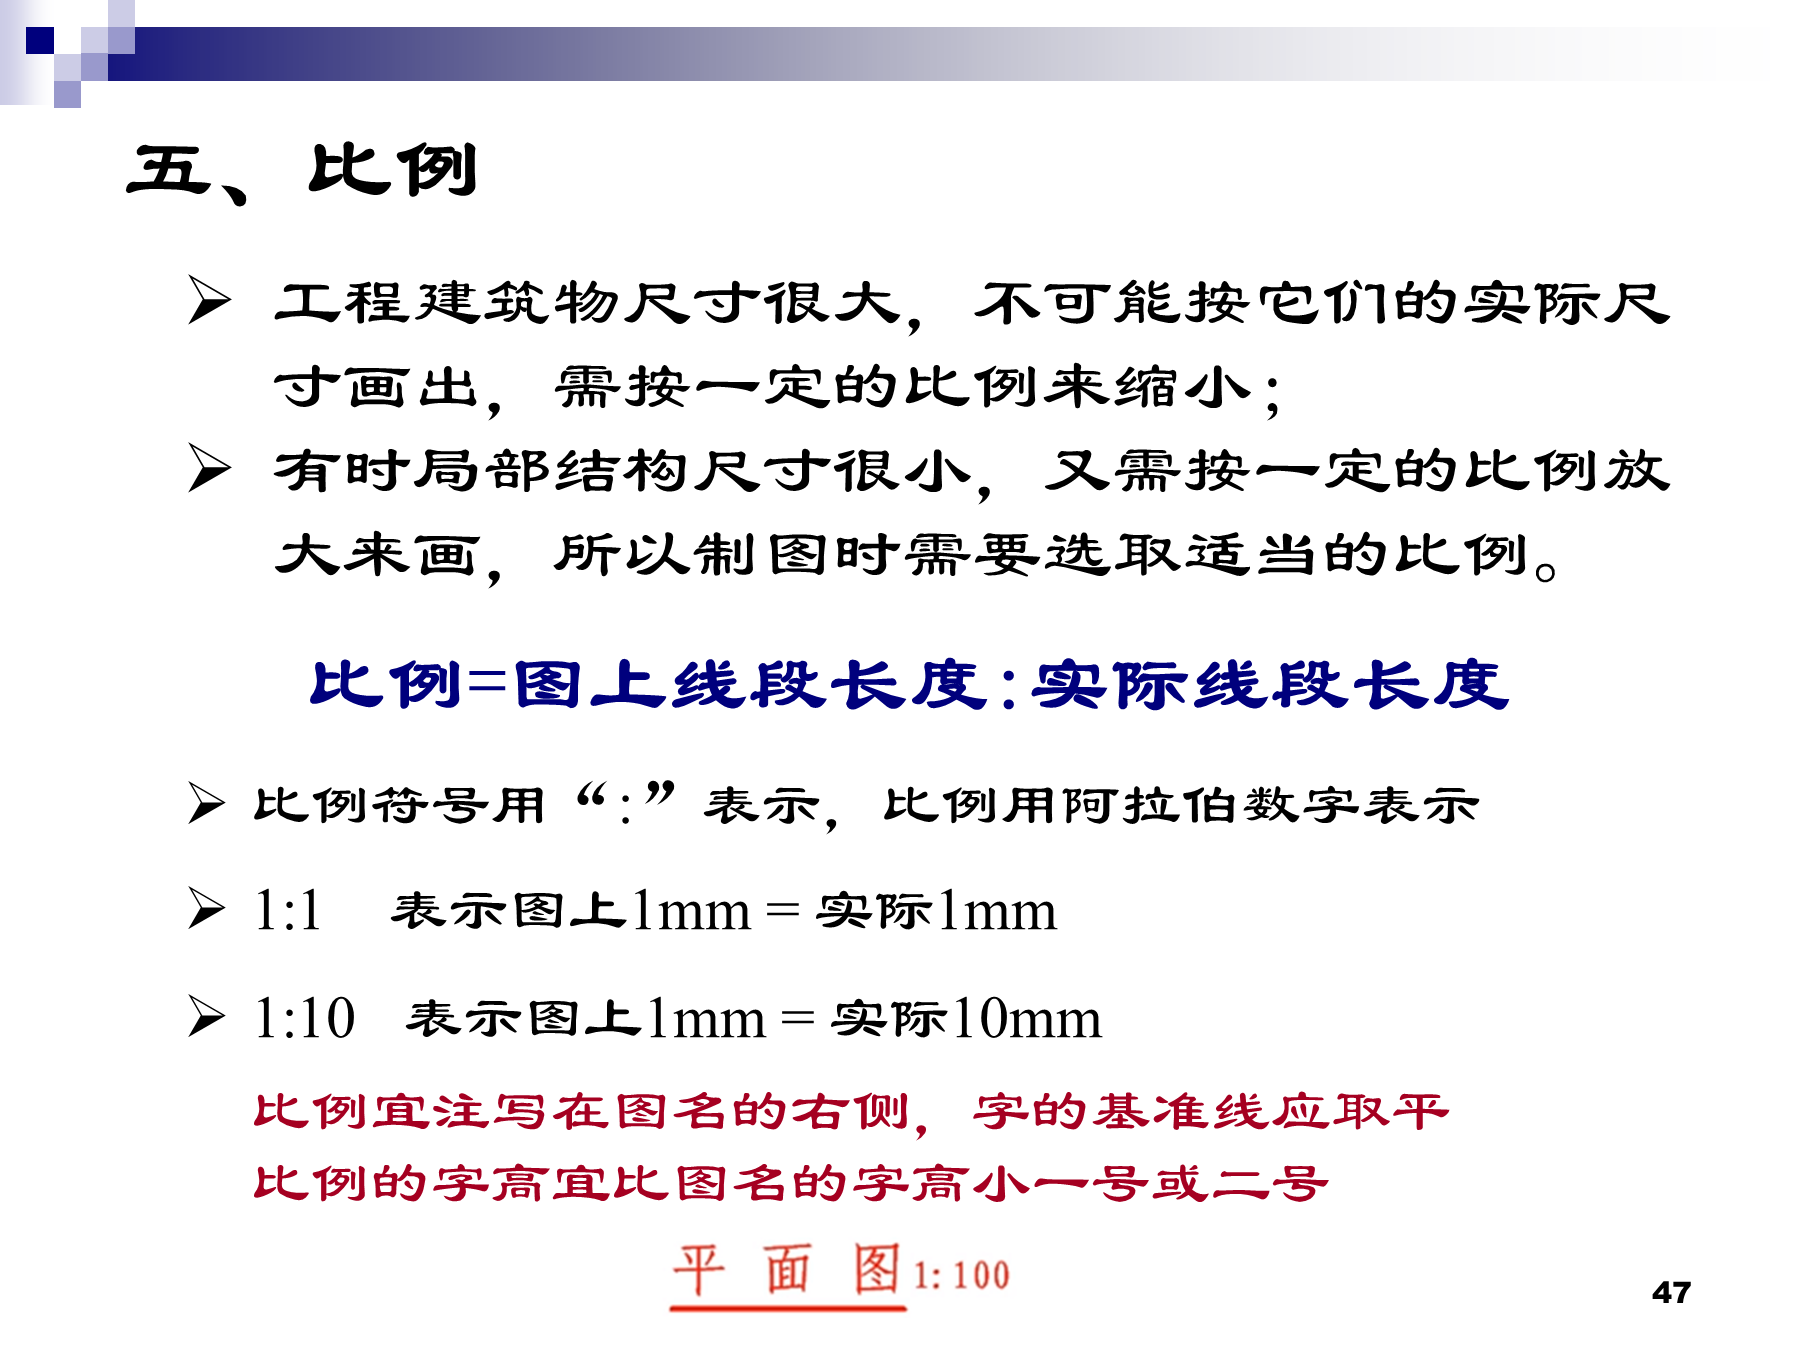 五、比例
工程建筑物尺寸很大，不可能按它们的实际尺
寸画出，需按一定的比例来缩小；
有时局部结构尺寸很小，又需按一定的比例放
大来画，所以制图时需要选取适当的比例。
比例=图上线段长度:实际线段长度
比例符号用“:”表示，比例用阿拉伯数字表示
1:1 表示图上1mm = 实际1mm
1:10 表示图上1mm = 实际10mm
比例宜注写在图名的右侧，字的基准线应取平
比例的字高宜比图名的字高小一号或二号
平 面 图 1: 100
47